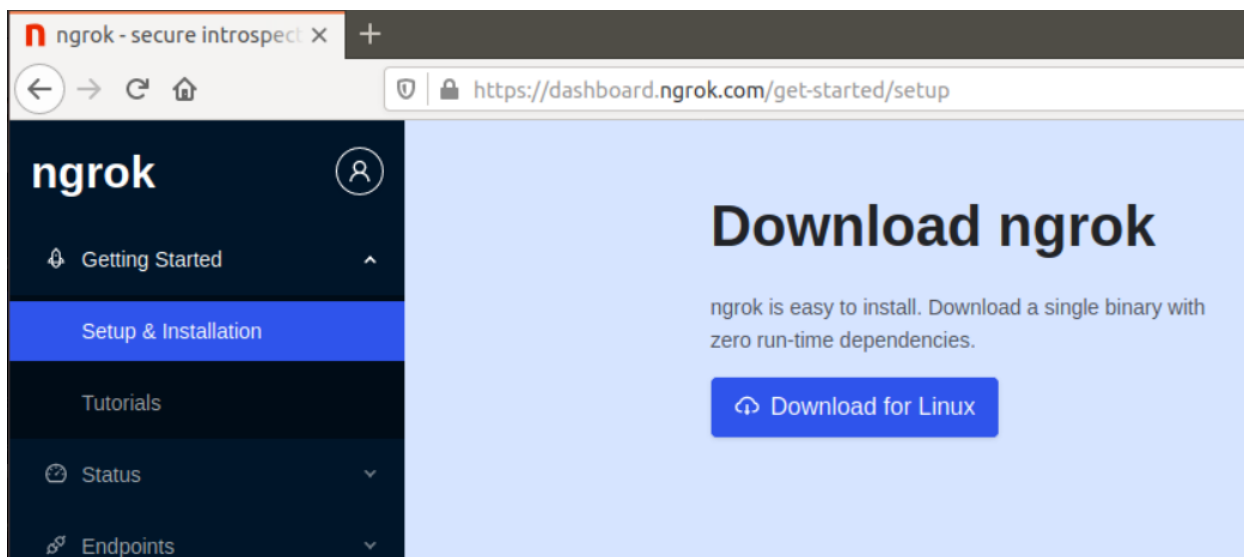 ngrok - secure introspect
https://dashboard.ngrok.com/get-started/setup
ngrok
Getting Started
Setup & Installation
Tutorials
Status
Endpoints
Download ngrok
ngrok is easy to install. Download a single binary with
zero run-time dependencies.
Download for Linux